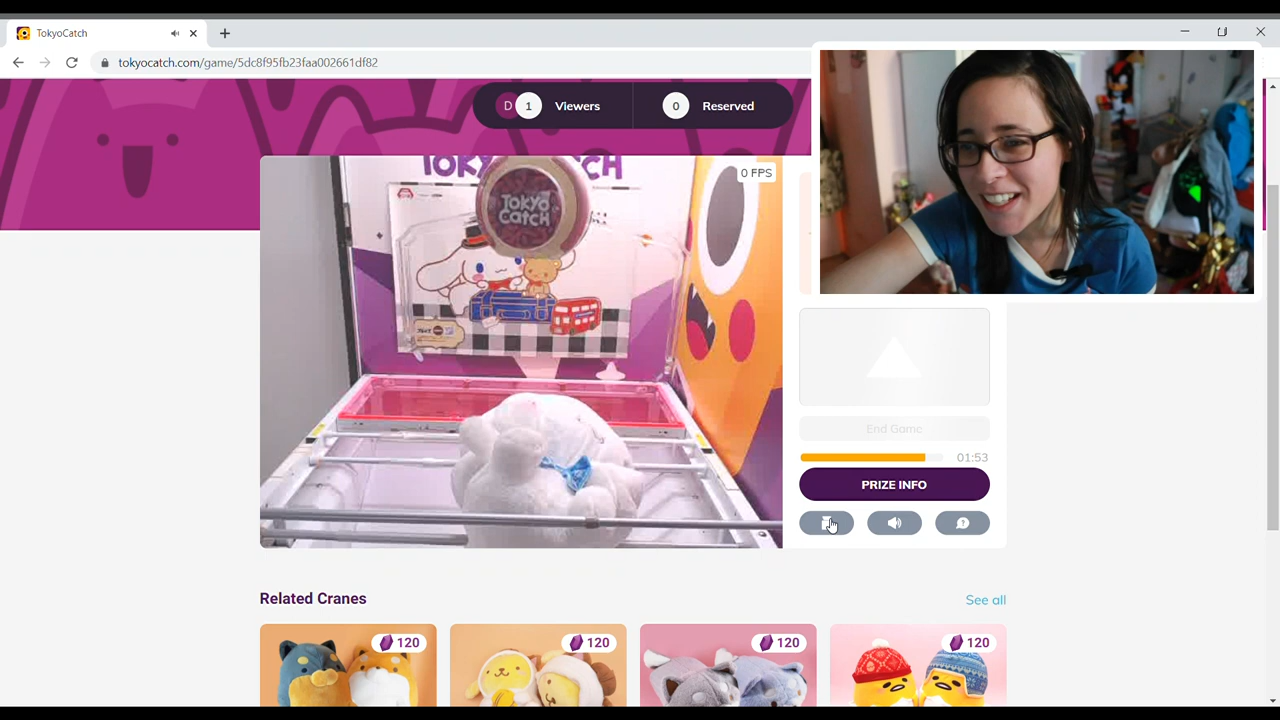 TokyoCatch
tokyocatch.com/game/5dc8f95fb23faa002661df82
D 1 Viewers
0 Reserved
TOKYO CATCH
0 FPS
TOKYO
CATCH
End Game
01:53
PRIZE INFO
Related Cranes
See all
120
120
120
120